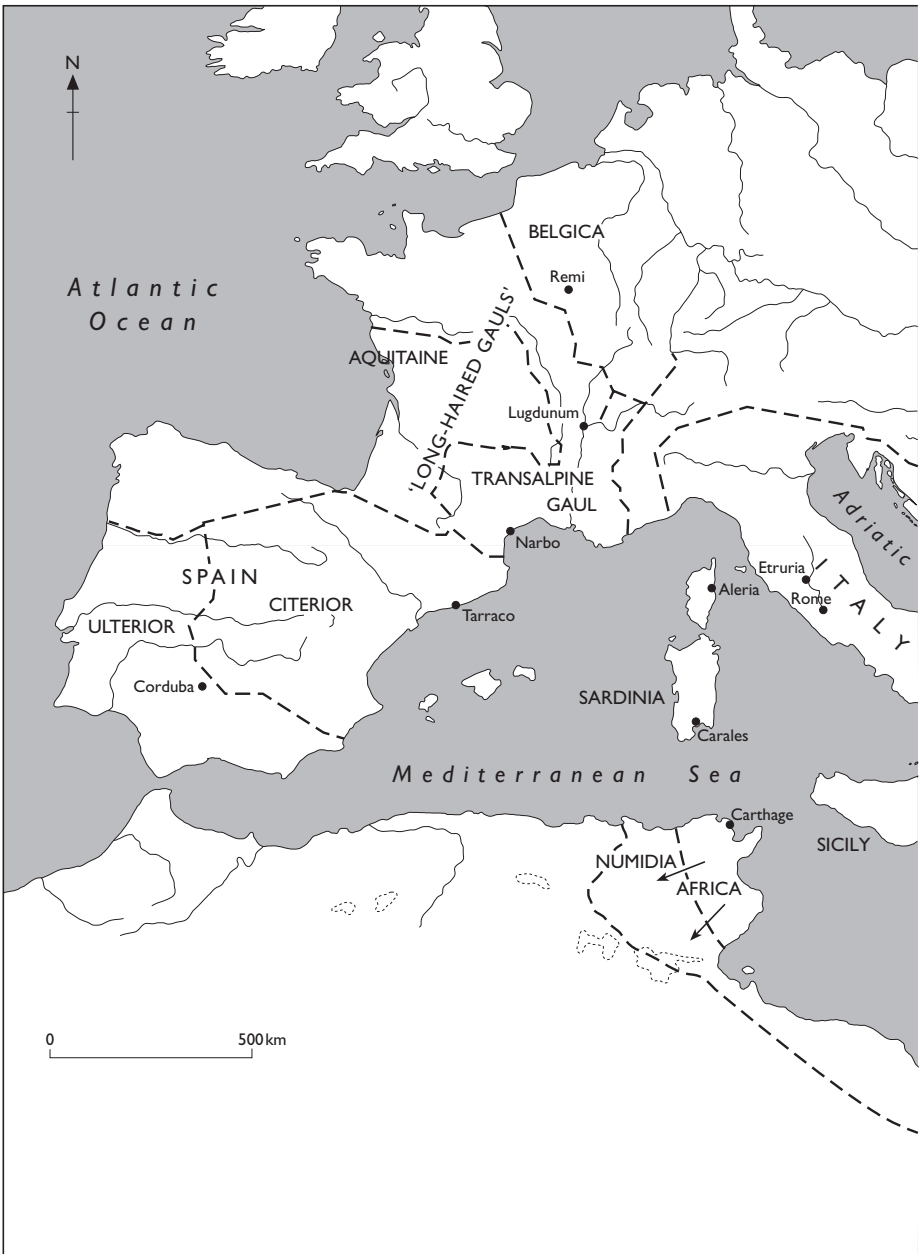 N
BELGICA
Remi
Atlantic
Ocean
'LONG-HAIRED GAULS'
AQUITAINE
Lugdunum
TRANSALPINE
GAUL
Narbo
Adriatic
Etruria
ITALY
Rome
Aleria
SPAIN
CITERIOR
Tarraco
ULTERIOR
Corduba
SARDINIA
Carales
Mediterranean Sea
Carthage
SICILY
NUMIDIA
AFRICA
0 500 km